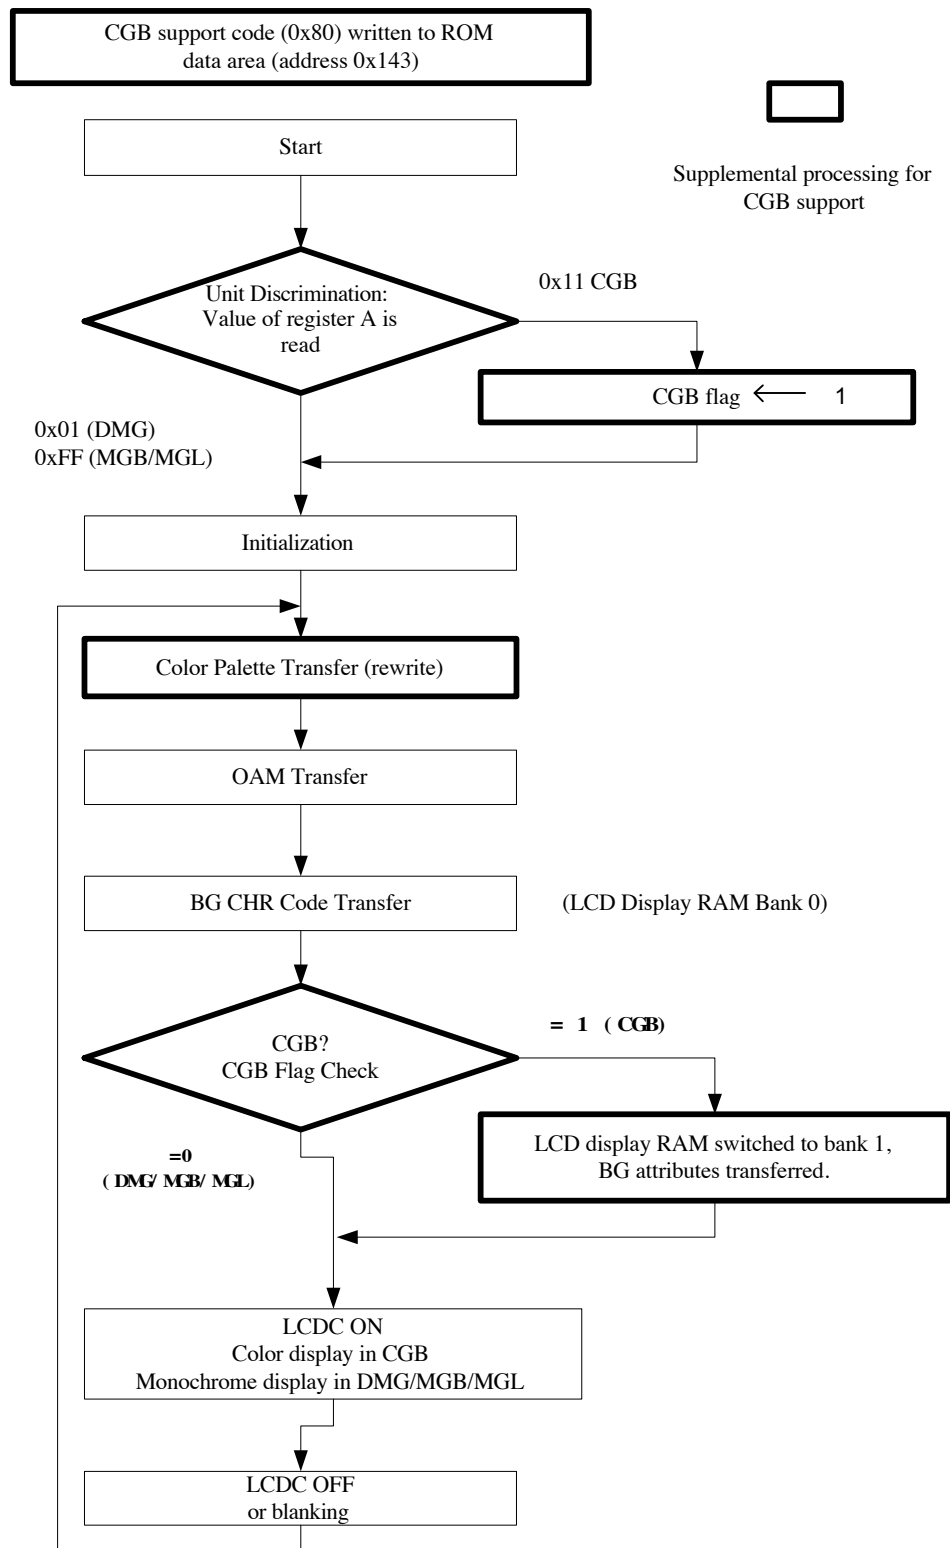 CGB support code (0x80) written to ROM
data area (address 0x143)
Supplemental processing for
CGB support
Start
Unit Discrimination:
Value of register A is
read
0x11 CGB
CGB flag ← 1
0x01 (DMG)
0xFF (MGB/MGL)
Initialization
Color Palette Transfer (rewrite)
OAM Transfer
BG CHR Code Transfer
(LCD Display RAM Bank 0)
CGB?
CGB Flag Check
= 1 ( CGB)
=0
( DMG/ MGB/ MGL)
LCD display RAM switched to bank 1,
BG attributes transferred.
LCDC ON
Color display in CGB
Monochrome display in DMG/MGB/MGL
LCDC OFF
or blanking